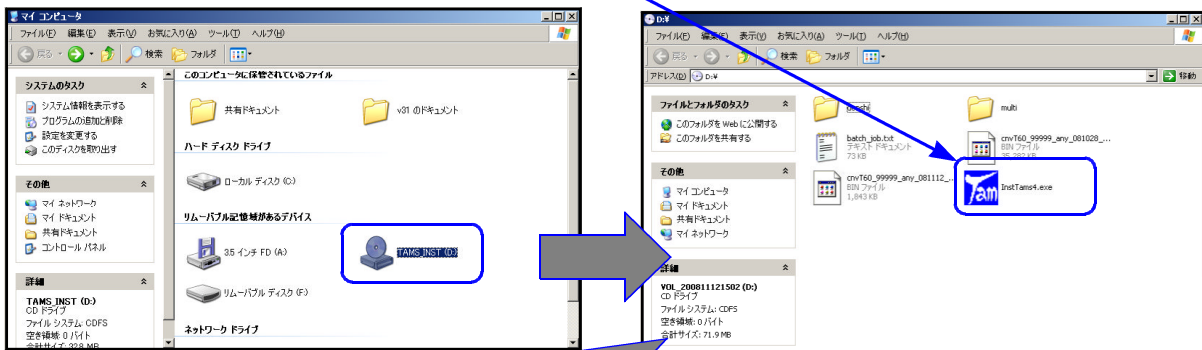 マイ コンピュータ
ファイル(F) 編集(E) 表示(V) お気に入り(A) ツール(T) ヘルプ(H)
戻る 検索 フォルダ
システムのタスク
システム情報を表示する
プログラムの追加と削除
設定を変更する
このディスクを取り出す
その他
マイ ネットワーク
マイ ドキュメント
共有ドキュメント
コントロール パネル
詳細
TAMS_INST (D:)
CD ドライブ
ファイル システム: CDFS
空き領域: 0 バイト
合計サイズ: 328 MB
このコンピュータに保管されているファイル
共有ドキュメント
v31 のドキュメント
ハード ディスク ドライブ
ローカル ディスク (C:)
リムーバブル記憶域があるデバイス
3.5 インチ FD (A:)
TAMS_INST (D:)
リムーバブル ディスク (F:)
ネットワーク ドライブ
D:¥
ファイル(F) 編集(E) 表示(V) お気に入り(A) ツール(T) ヘルプ(H)
戻る 検索 フォルダ
アドレス(D) D:¥
移動
ファイルとフォルダのタスク
このフォルダを Web に公開する
このフォルダを共有する
その他
マイ コンピュータ
マイ ドキュメント
共有ドキュメント
マイ ネットワーク
詳細
VOL_200811121502 (D:)
CD ドライブ
ファイル システム: CDFS
空き領域: 0 バイト
合計サイズ: 71.9 MB
multi
batch_job.txt
テキスト ドキュメント
73 KB
cnvT60_99999_any_081028_...
BIN ファイル
35,282 KB
cnvT60_99999_any_081112_...
BIN ファイル
1,843 KB
Tam
InstTams4.exe